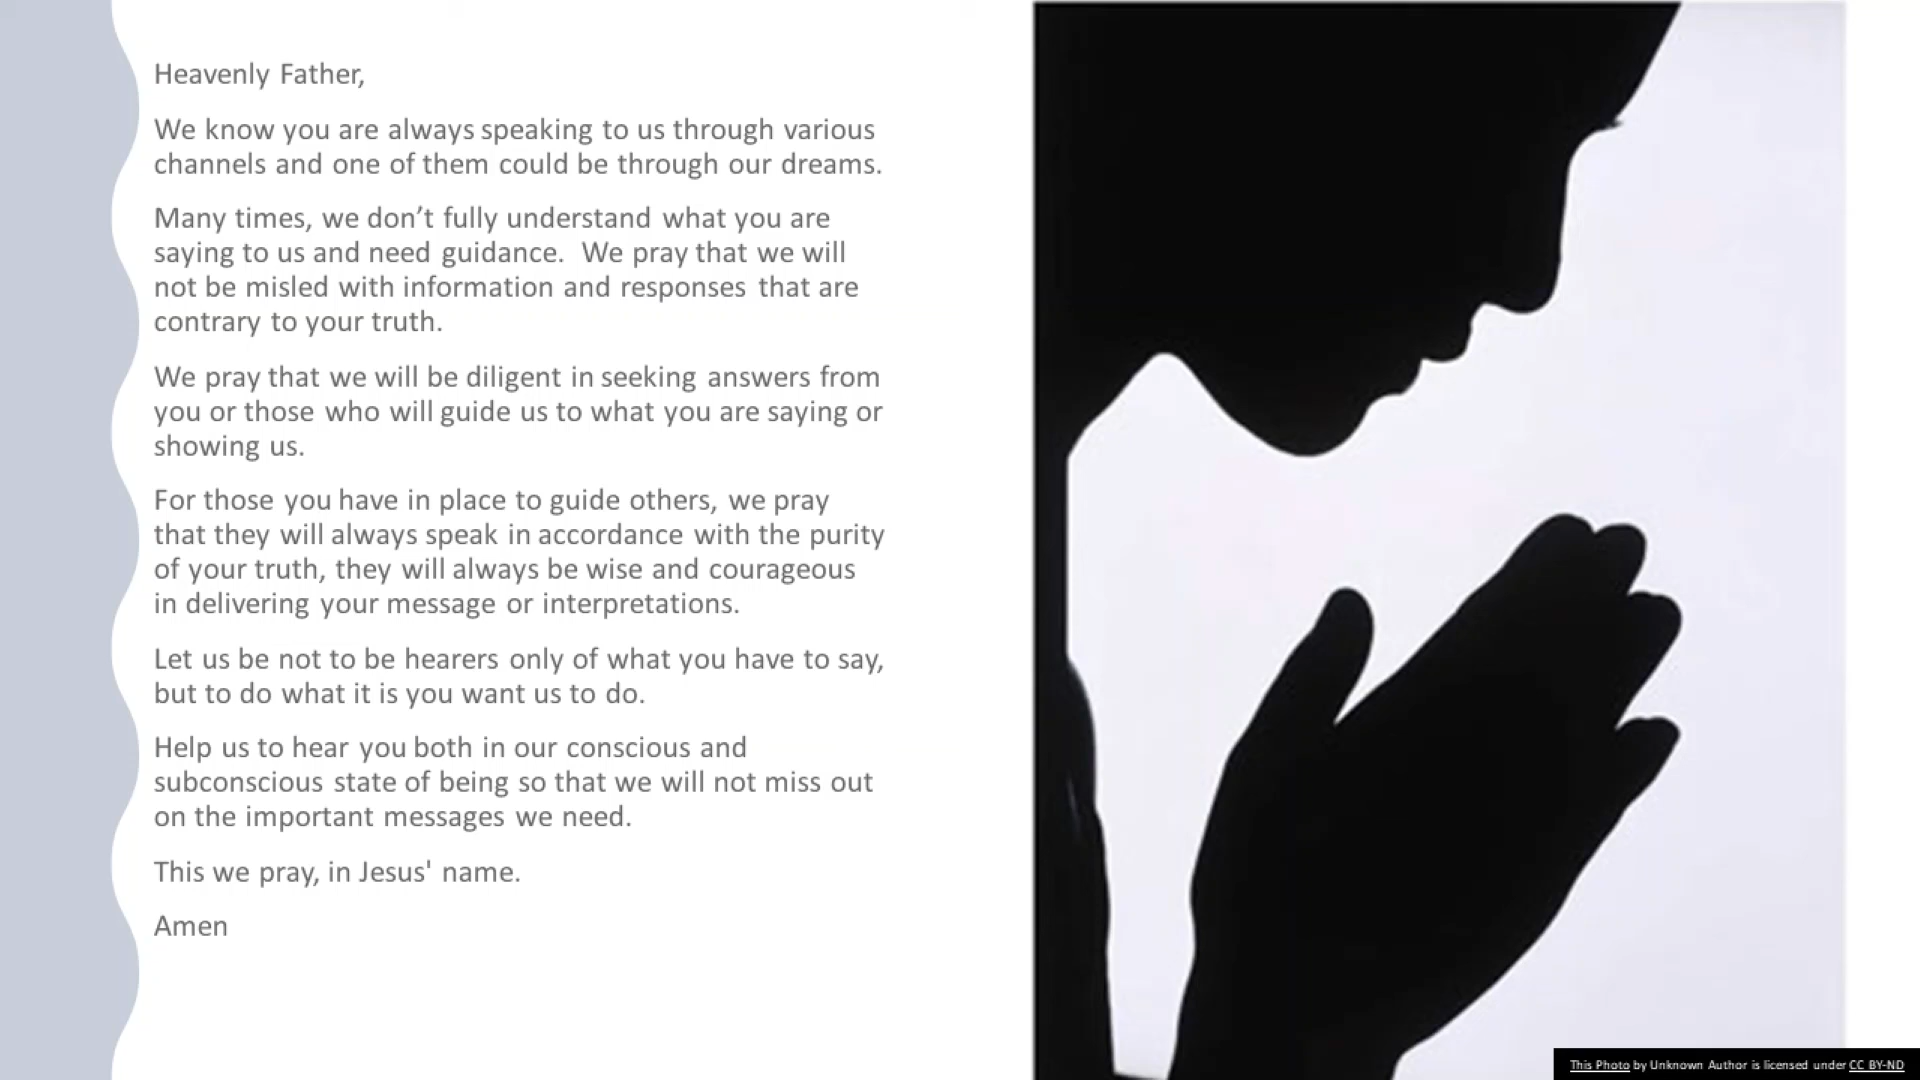 Heavenly Father,
We know you are always speaking to us through various
channels and one of them could be through our dreams.
Many times, we don’t fully understand what you are
saying to us and need guidance.  We pray that we will
not be misled with information and responses that are
contrary to your truth.
We pray that we will be diligent in seeking answers from
you or those who will guide us to what you are saying or
showing us.
For those you have in place to guide others, we pray
that they will always speak in accordance with the purity
of your truth, they will always be wise and courageous
in delivering your message or interpretations.
Let us be not to be hearers only of what you have to say,
but to do what it is you want us to do.
Help us to hear you both in our conscious and
subconscious state of being so that we will not miss out
on the important messages we need.
This we pray, in Jesus' name.
Amen
This Photo by Unknown Author is licensed under CC BY-ND